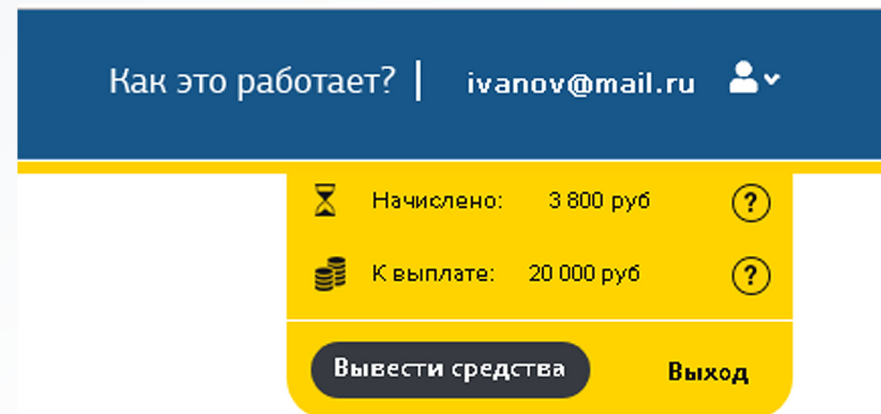 Как это работает? | ivanov@mail.ru
Начислено: 3 800 руб ?
К выплате: 20 000 руб ?
Вывести средства Выход